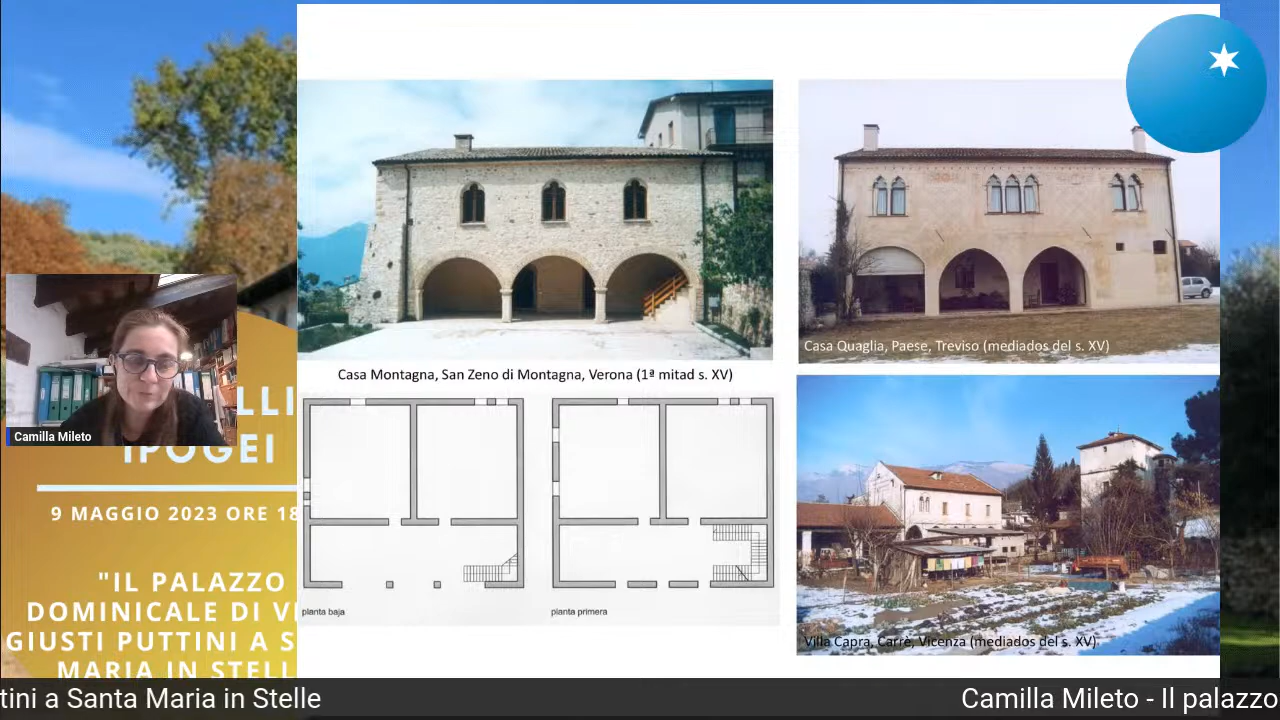 Casa Montagna, San Zeno di Montagna, Verona (1ª mitad s. XV)
Casa Quaglia, Paese, Treviso (mediados del s. XV)
planta baja
planta primera
Villa Capra, Carrè, Vicenza (mediados del s. XV)
Camilla Mileto
LLI
IPOGEI
9 MAGGIO 2023 ORE 18
"IL PALAZZO
DOMINICALE DI VI
GIUSTI PUTTINI A S
MARIA IN STELL
tini a Santa Maria in Stelle
Camilla Mileto - Il palazzo